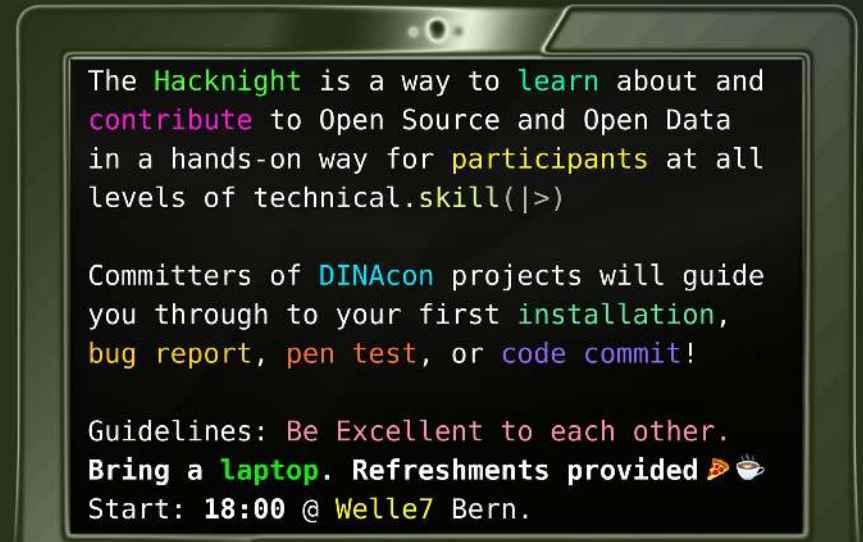 The Hacknight is a way to learn about and
contribute to Open Source and Open Data
in a hands-on way for participants at all
levels of technical.skill(|>)
Committers of DINAcon projects will guide
you through to your first installation,
bug report, pen test, or code commit!
Guidelines: Be Excellent to each other.
Bring a laptop. Refreshments provided🍕☕
Start: 18:00 @ Welle7 Bern.